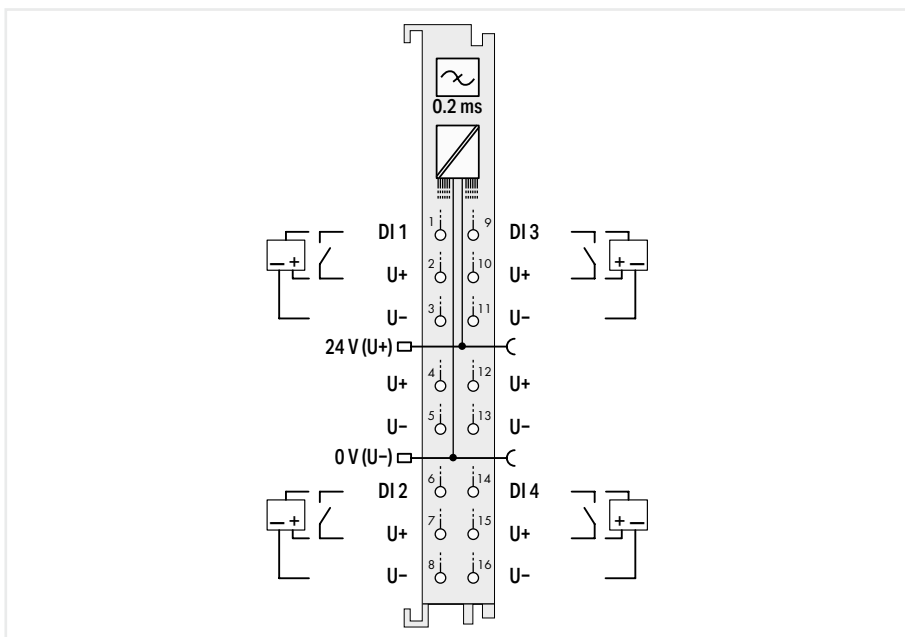 0.2 ms
DI 1 1 9 DI 3
− + + −
U+ 2 10 U+
U− 3 11 U−
24 V (U+)
U+ 4 12 U+
U− 5 13 U−
0 V (U−)
DI 2 6 14 DI 4
− + + −
U+ 7 15 U+
U− 8 16 U−